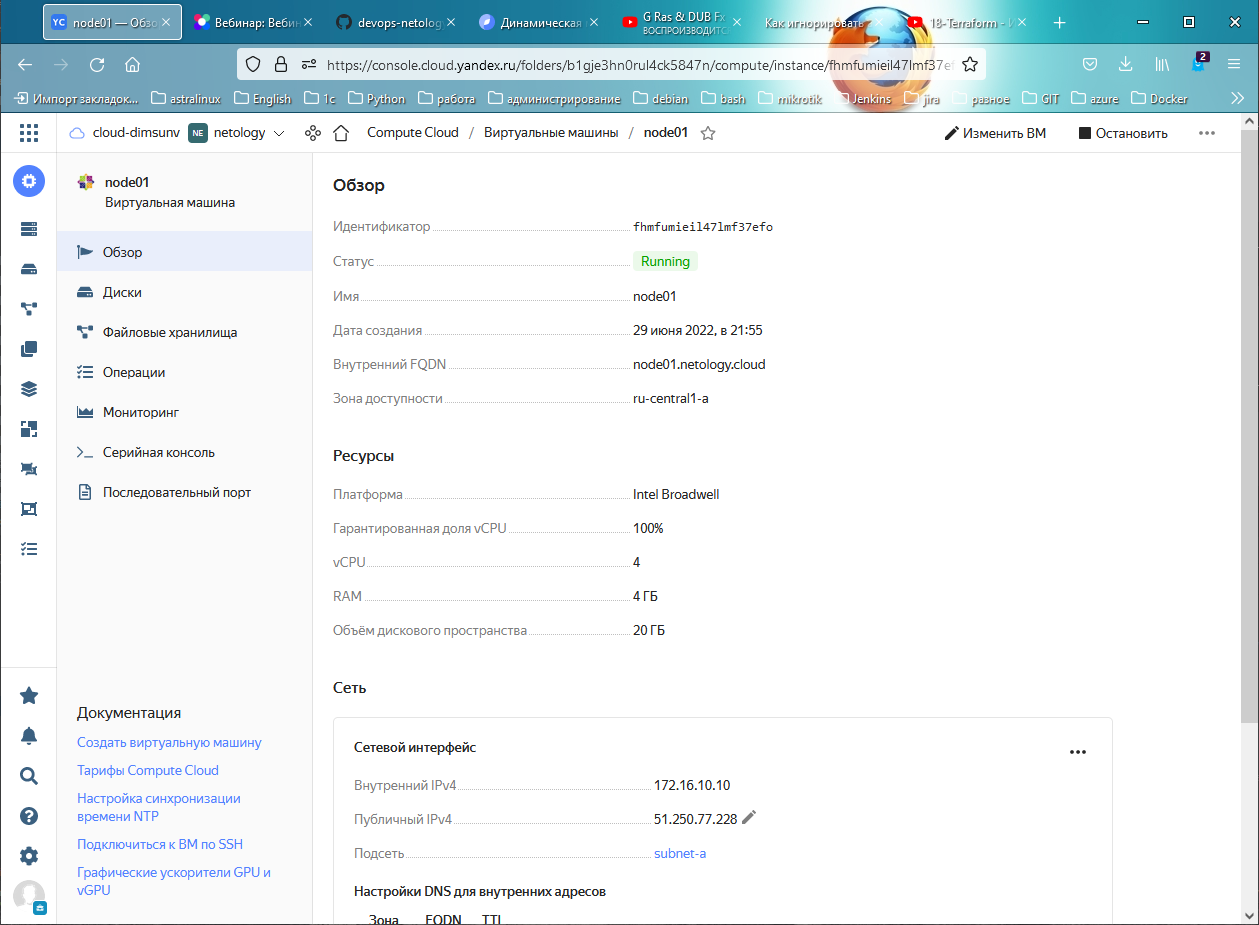 YC node01 — Обзо
Вебинар: Вебин
devops-netolog
Динамическая
G Ras & DUB Fx
ВОСПРОИЗВОДИТС
Как игнорировать
18-Terraform - И
https://console.cloud.yandex.ru/folders/b1gje3hn0rul4ck5847n/compute/instance/fhmfumieil47lmf37ef
2
Импорт закладок... astralinux English 1c Python работа администрирование debian bash mikrotik Jenkins jira разное GIT azure Docker
cloud-dimsunv NE netology Compute Cloud / Виртуальные машины / node01 Изменить ВМ Остановить
node01
Виртуальная машина
Обзор
Диски
Файловые хранилища
Операции
Мониторинг
Серийная консоль
Последовательный порт
Документация
Создать виртуальную машину
Тарифы Compute Cloud
Настройка синхронизации
времени NTP
Подключиться к ВМ по SSH
Графические ускорители GPU и
vGPU
Обзор
Идентификатор fhmfumieil47lmf37efo
Статус Running
Имя node01
Дата создания 29 июня 2022, в 21:55
Внутренний FQDN node01.netology.cloud
Зона доступности ru-central1-a
Ресурсы
Платформа Intel Broadwell
Гарантированная доля vCPU 100%
vCPU 4
RAM 4 ГБ
Объём дискового пространства 20 ГБ
Сеть
Сетевой интерфейс
Внутренний IPv4 172.16.10.10
Публичный IPv4 51.250.77.228
Подсеть subnet-a
Настройки DNS для внутренних адресов
Зона FQDN TTL